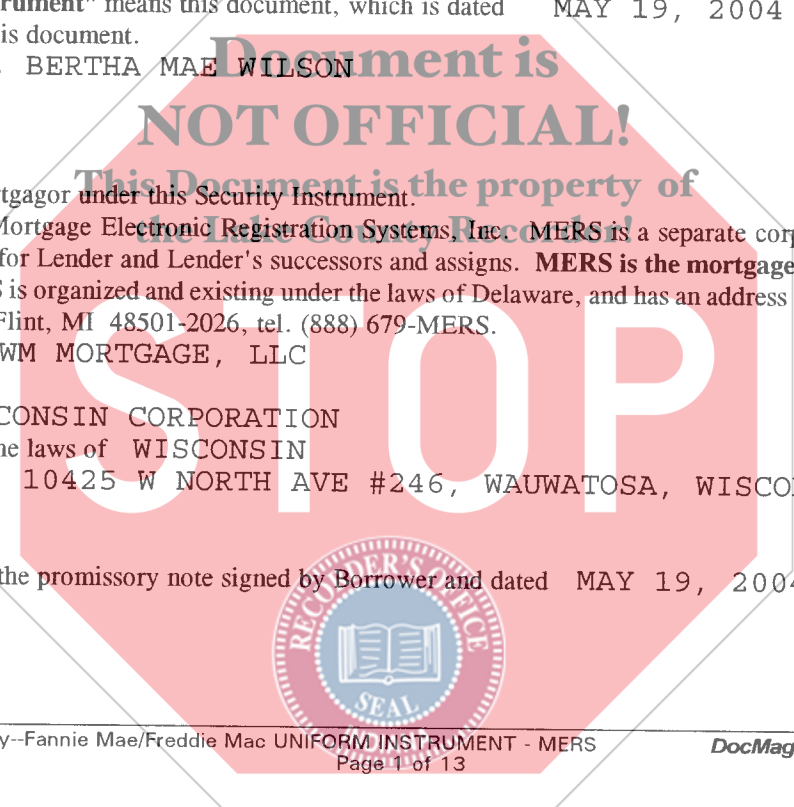 rument" means this document, which is dated MAY 19, 2004
is document.
BERTHA MAE WILSON
Document is
NOT OFFICIAL!
This Document is the property of
the Lake County Recorder!
tgagor under this Security Instrument.
Mortgage Electronic Registration Systems, Inc. MERS is a separate corp
for Lender and Lender's successors and assigns. MERS is the mortgage
S is organized and existing under the laws of Delaware, and has an address
Flint, MI 48501-2026, tel. (888) 679-MERS.
WM MORTGAGE, LLC
STOP
CONSIN CORPORATION
he laws of WISCONSIN
10425 W NORTH AVE #246, WAUWATOSA, WISCO
the promissory note signed by Borrower and dated MAY 19, 2004
RECORDER'S OFFICE
SEAL
INDIANA
y--Fannie Mae/Freddie Mac UNIFORM INSTRUMENT - MERS DocMag
Page 1 of 13